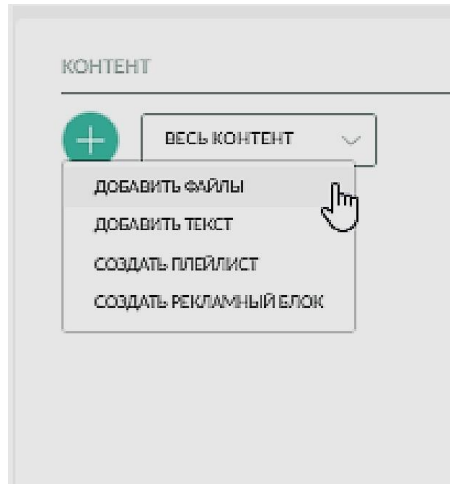 КОНТЕНТ
ВЕСЬ КОНТЕНТ
ДОБАВИТЬ ФАЙЛЫ
ДОБАВИТЬ ТЕКСТ
СОЗДАТЬ ПЛЕЙЛИСТ
СОЗДАТЬ РЕКЛАМНЫЙ БЛОК